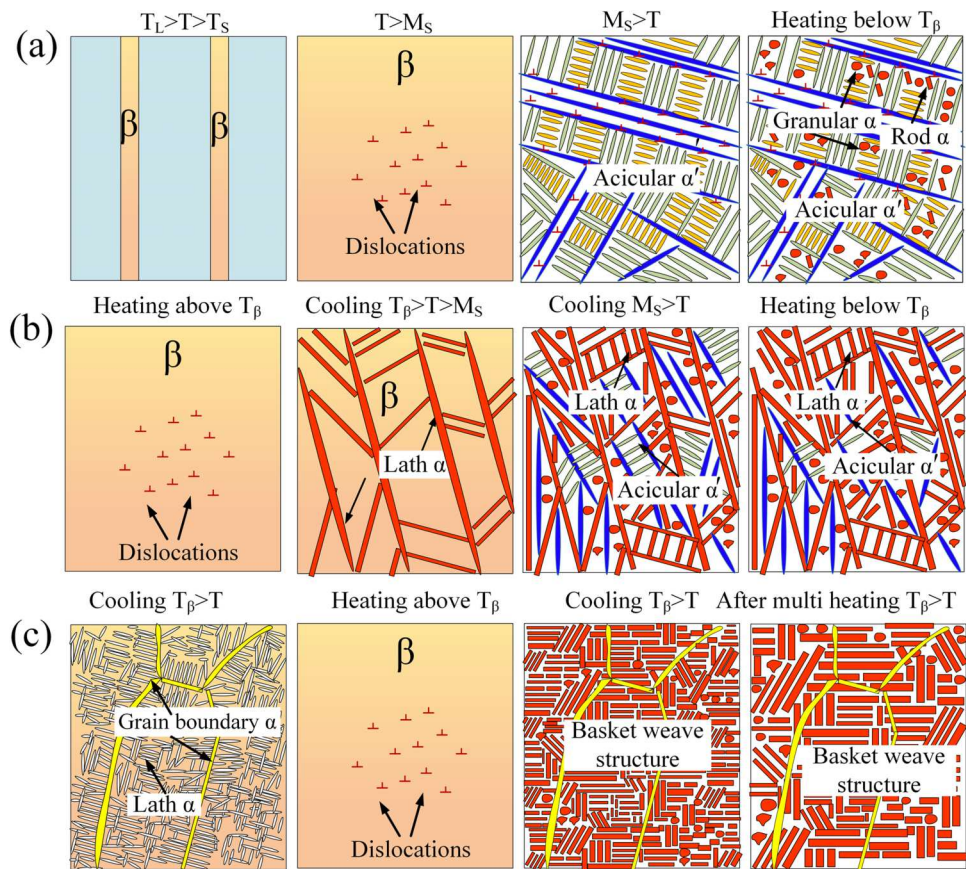 (a)
T_L>T>T_S
T>M_S
M_S>T
Heating below T_β
β
β
β
Dislocations
Acicular α′
Granular α
Rod α
Acicular α′
(b)
Heating above T_β
Cooling T_β>T>M_S
Cooling M_S>T
Heating below T_β
β
Dislocations
β
Lath α
Lath α
Acicular α′
Lath α
Acicular α′
(c)
Cooling T_β>T
Heating above T_β
Cooling T_β>T
After multi heating T_β>T
Grain boundary α
Lath α
β
Dislocations
Basket weave
structure
Basket weave
structure